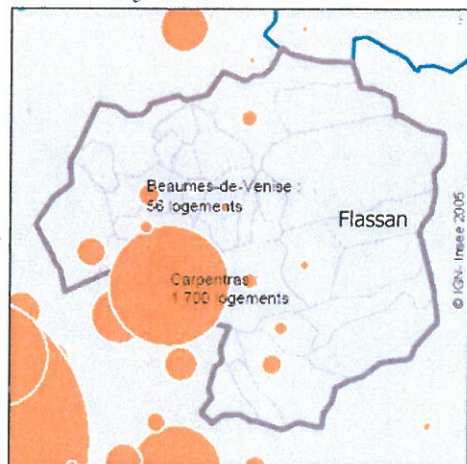 Beaumes-de-Venise :
56 logements
Flassan
Carpentras
1 700 logements
© IGN- Insee 2005